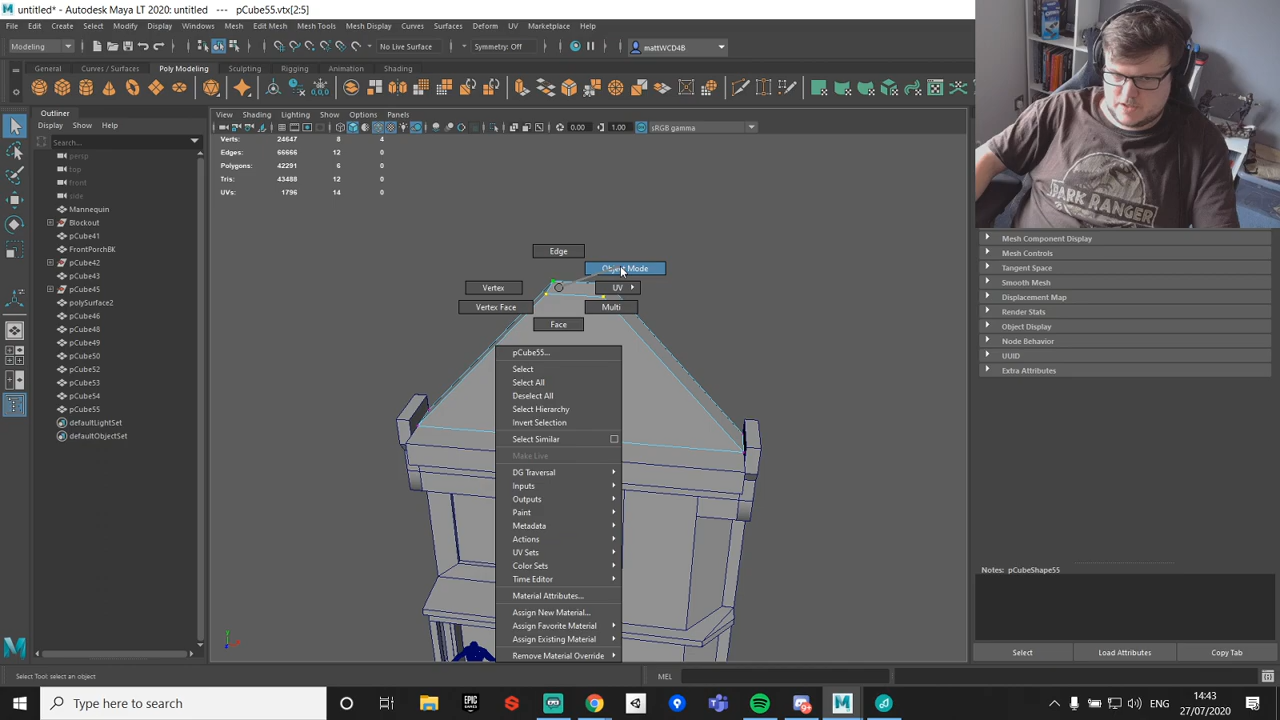 untitled* - Autodesk Maya LT 2020: untitled --- pCube55.vtx[2:5]
File Edit Create Select Modify Display Windows Mesh Edit Mesh Mesh Tools Mesh Display Curves Surfaces Deform UV Marketplace Help
Modeling No Live Surface Symmetry: Off mattWCD4B
General Curves / Surfaces Poly Modeling Sculpting Rigging Animation Shading
Outliner
Display Show Help
Search...
persp
top
front
side
Mannequin
Blockout
pCube41
FrontPorchBK
pCube42
pCube43
pCube45
polySurface2
pCube46
pCube48
pCube49
pCube50
pCube52
pCube53
pCube54
pCube55
defaultLightSet
defaultObjectSet
View Shading Lighting Show Options Panels
0.00 1.00 sRGB gamma
Verts: 24647 8 4
Edges: 66666 12 0
Polygons: 42291 6 0
Tris: 43488 12 0
UVs: 1796 14 0
Edge
Object Mode
Vertex
UV
Vertex Face
Multi
Face
pCube55...
Select
Select All
Deselect All
Select Hierarchy
Invert Selection
Select Similar
Make Live
DG Traversal
Inputs
Outputs
Paint
Metadata
Actions
UV Sets
Color Sets
Time Editor
Material Attributes...
Assign New Material...
Assign Favorite Material
Assign Existing Material
Remove Material Override
PARK RANGER
Mesh Component Display
Mesh Controls
Tangent Space
Smooth Mesh
Displacement Map
Render Stats
Object Display
Node Behavior
UUID
Extra Attributes
Notes: pCubeShape55
Select Load Attributes Copy Tab
Select Tool: select an object
MEL
Type here to search
EPIC GAMES
ENG
14:43
27/07/2020